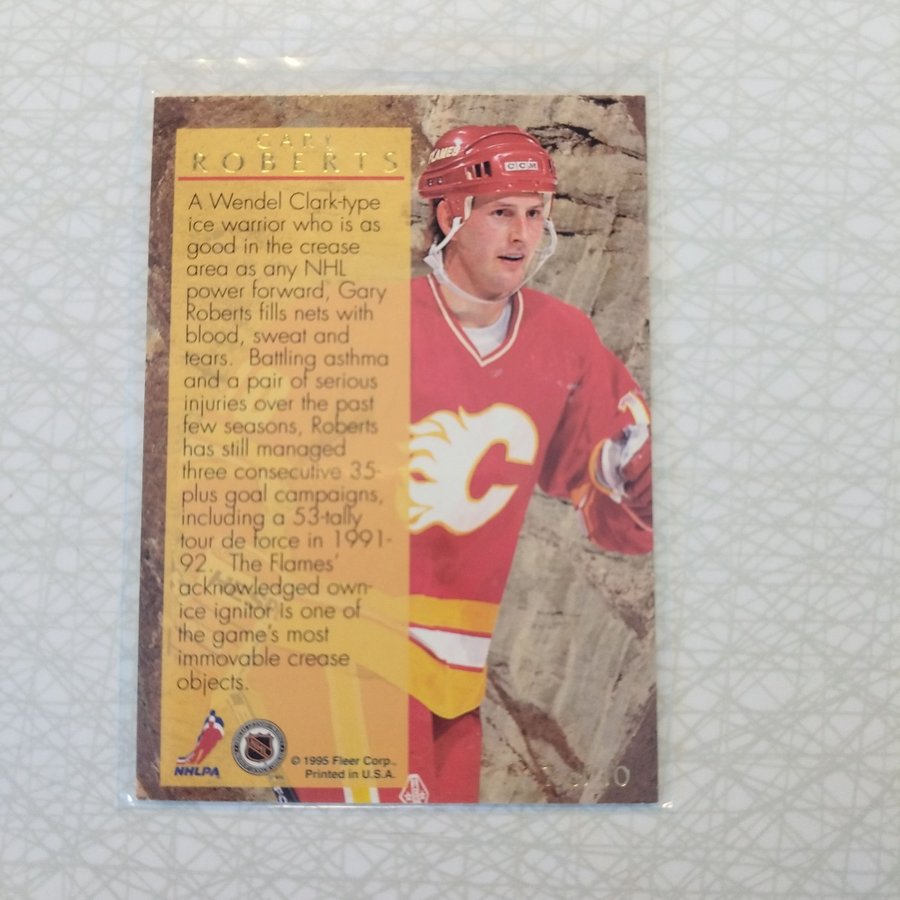 GARY
ROBERTS
A Wendel Clark-type
ice warrior who is as
good in the crease
area as any NHL
power forward, Gary
Roberts fills nets with
blood, sweat and
tears. Battling asthma
and a pair of serious
injuries over the past
few seasons, Roberts
has still managed
three consecutive 35-
plus goal campaigns,
including a 53-tally
tour de force in 1991-
92. The Flames'
acknowledged own-
ice ignitor is one of
the game's most
immovable crease
objects.
NHLPA
NHL
© 1995 Fleer Corp.,
Printed in U.S.A.
FLAMES
CCM
C